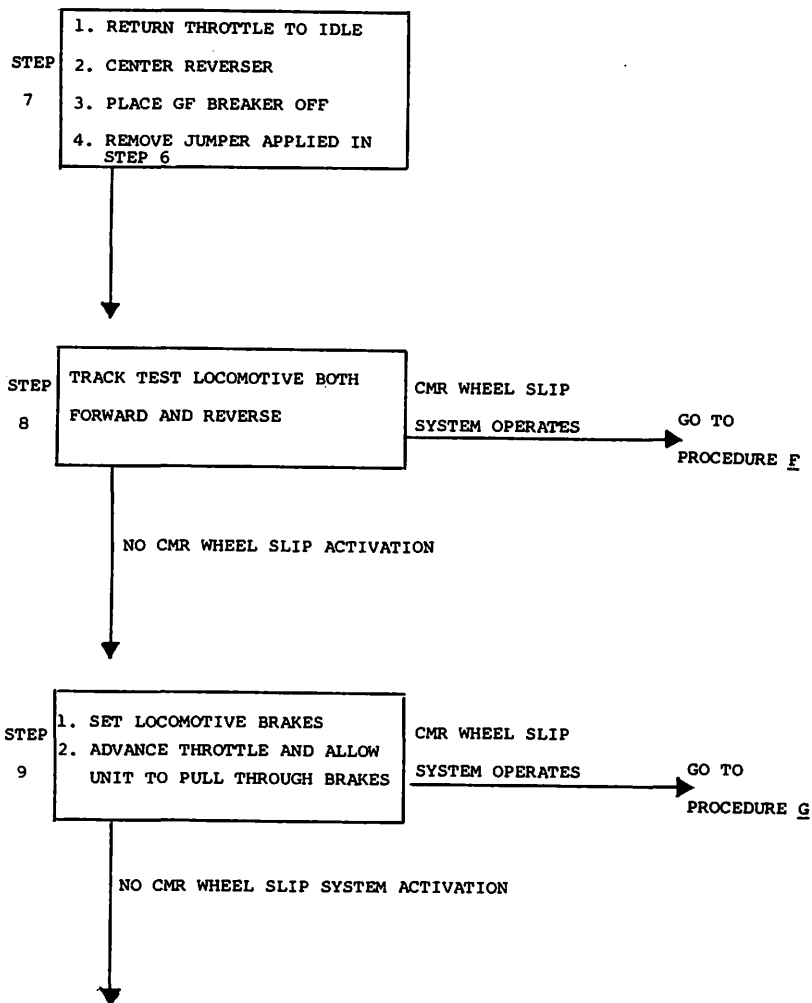 STEP
7
1. RETURN THROTTLE TO IDLE
2. CENTER REVERSER
3. PLACE GF BREAKER OFF
4. REMOVE JUMPER APPLIED IN
STEP 6
STEP
8
TRACK TEST LOCOMOTIVE BOTH
FORWARD AND REVERSE
CMR WHEEL SLIP
SYSTEM OPERATES
GO TO
PROCEDURE F
NO CMR WHEEL SLIP ACTIVATION
STEP
9
1. SET LOCOMOTIVE BRAKES
2. ADVANCE THROTTLE AND ALLOW
UNIT TO PULL THROUGH BRAKES
CMR WHEEL SLIP
SYSTEM OPERATES
GO TO
PROCEDURE G
NO CMR WHEEL SLIP SYSTEM ACTIVATION